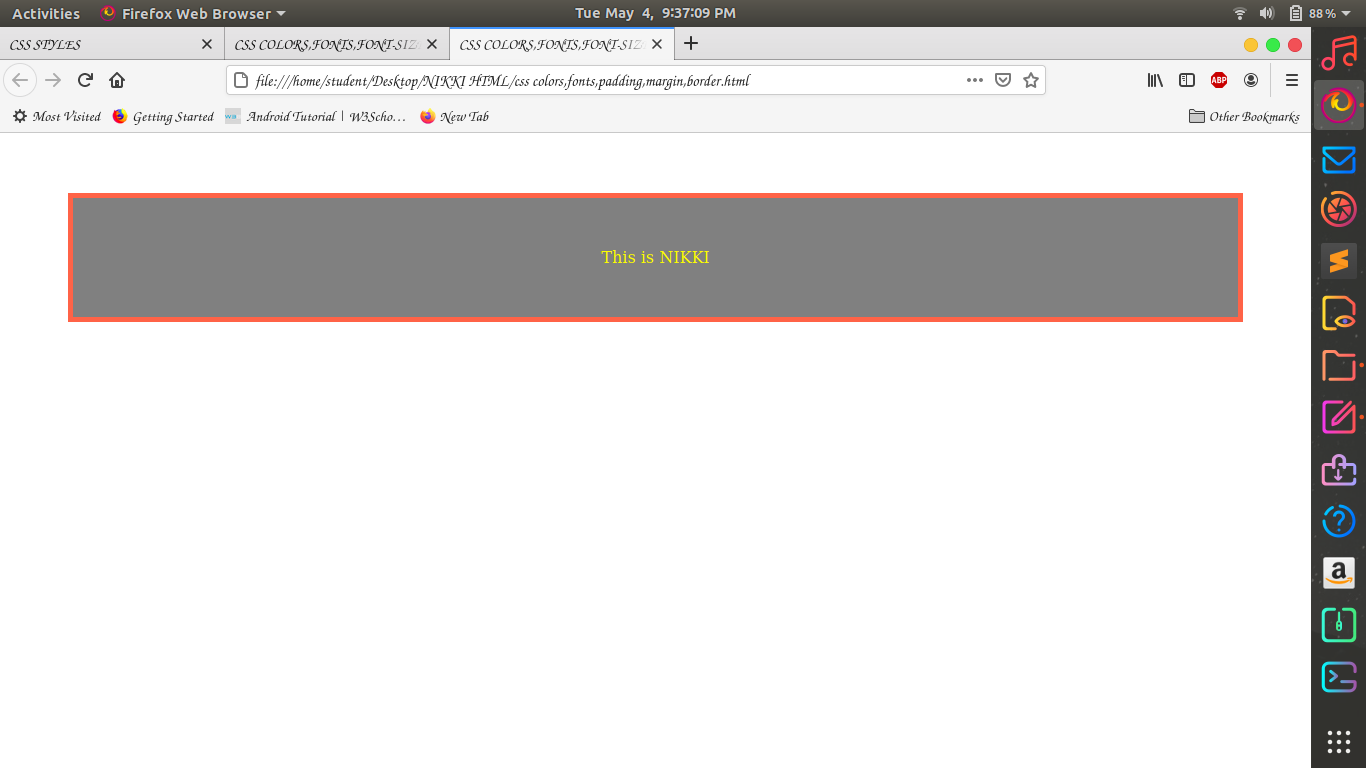 Activities Firefox Web Browser Tue May 4, 9:37:09 PM 88%
CSS STYLES CSS COLORS,FONTS,FONT-SIZ CSS COLORS,FONTS,FONT-SIZ
file:///home/student/Desktop/NIKKI HTML/css colors,fonts,padding,margin,border.html ABP
Most Visited Getting Started Android Tutorial | W3Scho… New Tab Other Bookmarks
This is NIKKI